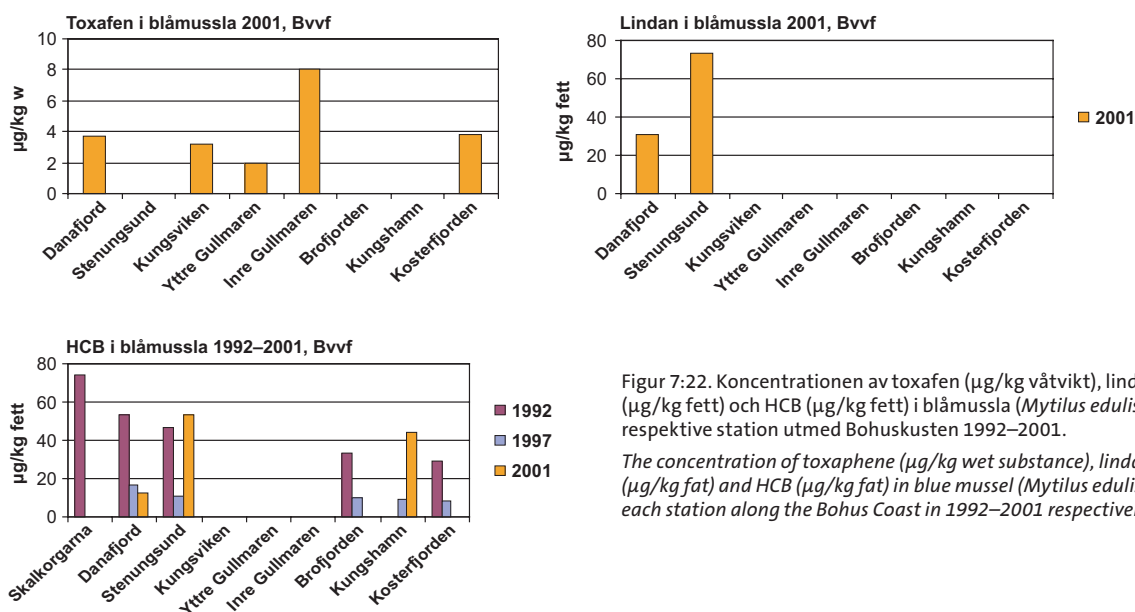 Toxafen i blåmussla 2001, Bvvf
10
8
6
4
2
0
µg/kg w
Danafjord
Stenungsund
Kungsviken
Yttre Gullmaren
Inre Gullmaren
Brofjorden
Kungshamn
Kosterfjorden
Lindan i blåmussla 2001, Bvvf
80
60
40
20
0
µg/kg fett
Danafjord
Stenungsund
Kungsviken
Yttre Gullmaren
Inre Gullmaren
Brofjorden
Kungshamn
Kosterfjorden
2001
HCB i blåmussla 1992–2001, Bvvf
80
60
40
20
0
µg/kg fett
Skalkorgarna
Danafjord
Stenungsund
Kungsviken
Yttre Gullmaren
Inre Gullmaren
Brofjorden
Kungshamn
Kosterfjorden
1992
1997
2001
Figur 7:22. Koncentrationen av toxafen (µg/kg våtvikt), lind
(µg/kg fett) och HCB (µg/kg fett) i blåmussla (Mytilus edulis
respektive station utmed Bohuskusten 1992–2001.
The concentration of toxaphene (µg/kg wet substance), linda
(µg/kg fat) and HCB (µg/kg fat) in blue mussel (Mytilus edulis
each station along the Bohus Coast in 1992–2001 respectivel